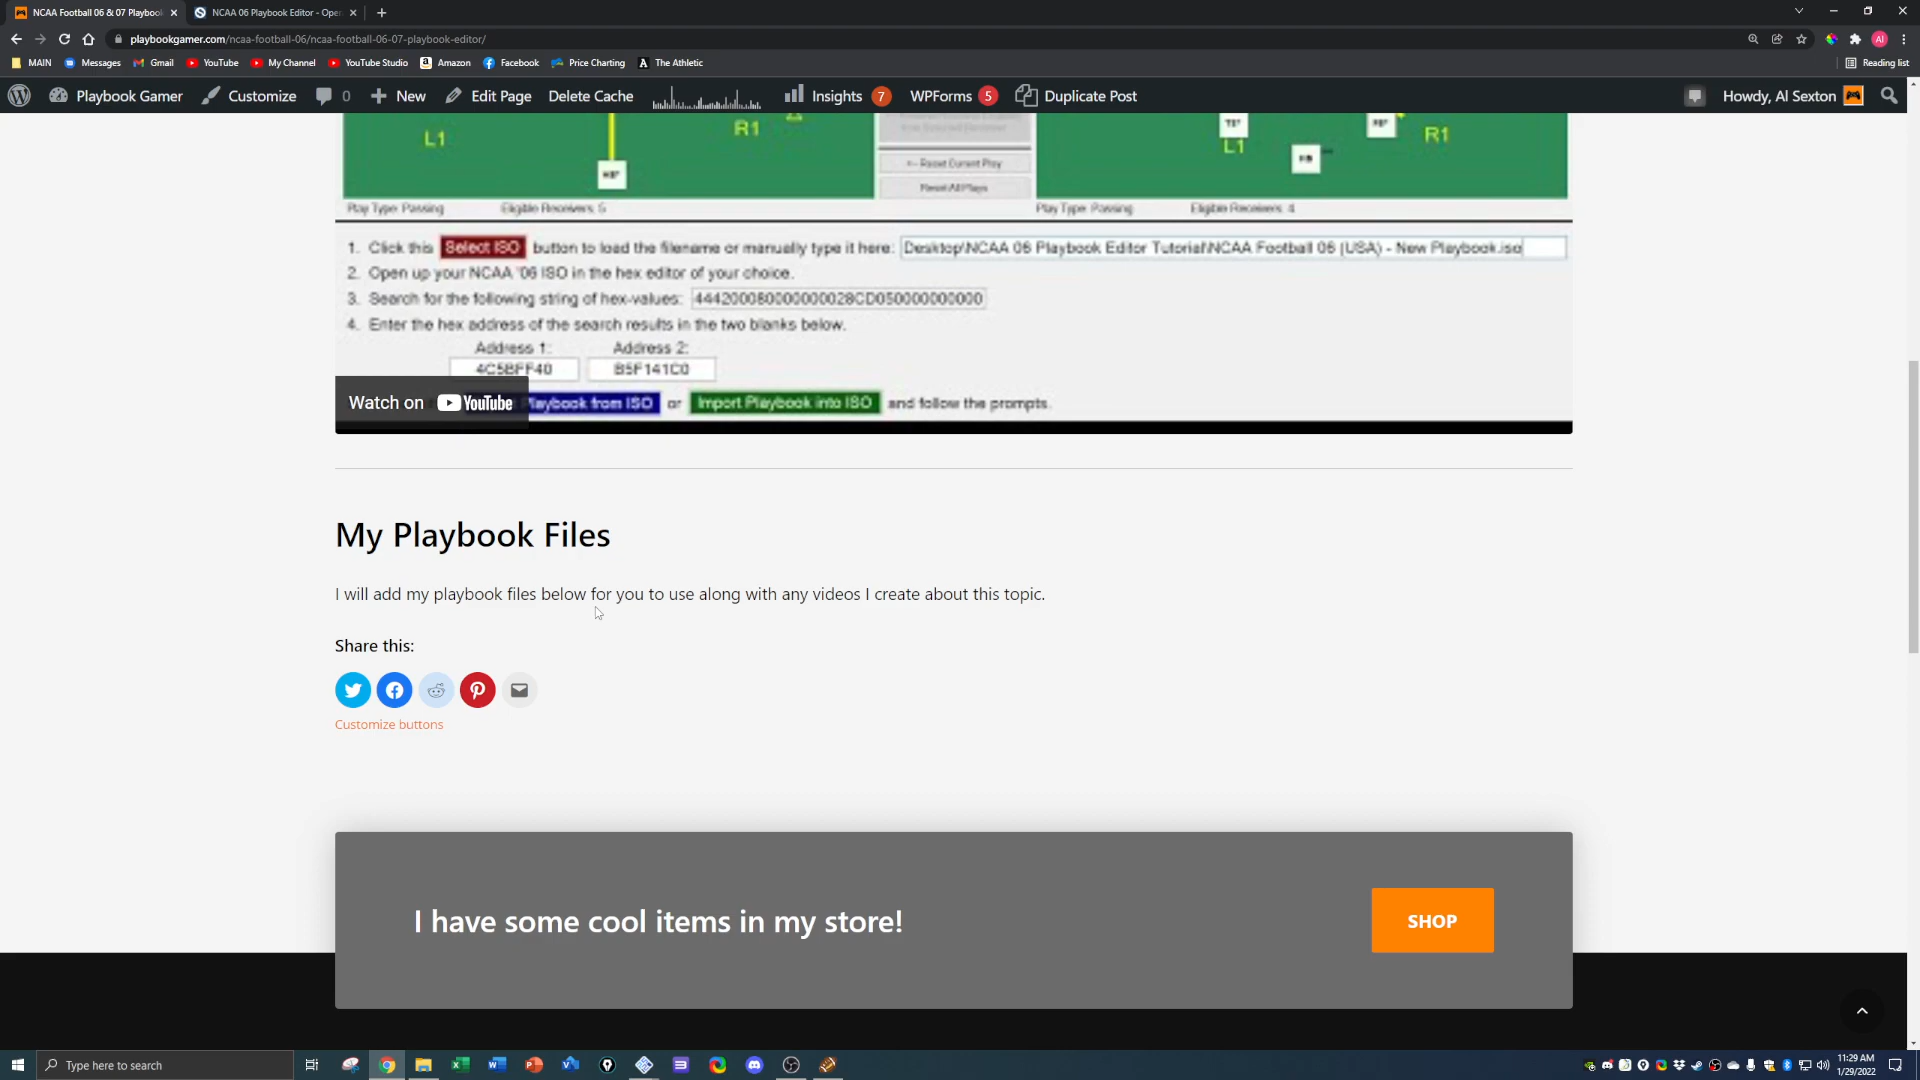 NCAA Football 06 & 07 Playboo
NCAA 06 Playbook Editor - Oper
playbookgamer.com/ncaa-football-06/ncaa-football-06-07-playbook-editor/
MAIN Messages Gmail YouTube My Channel YouTube Studio Amazon Facebook Price Charting The Athletic Reading list
Playbook Gamer Customize 0 New Edit Page Delete Cache Insights 7 WPForms 5 Duplicate Post Howdy, Al Sexton
L1 R1 L1 R1
<-- Reset Current Play
Reset All Plays
Play Type: Passing Eligible Receivers: 5 Play Type: Passing Eligible Receivers: 4
1. Click this Select ISO button to load the filename or manually type it here: Desktop\NCAA 06 Playbook Editor Tutorial\NCAA Football 06 (USA) - New Playbook.iso
2. Open up your NCAA '06 ISO in the hex editor of your choice.
3. Search for the following string of hex-values: 444200080000000028CD050000000000
4. Enter the hex address of the search results in the two blanks below.
Address 1: Address 2:
4C5BFF40 B5F141C0
Watch on YouTube Playbook from ISO or Import Playbook into ISO and follow the prompts.
My Playbook Files
I will add my playbook files below for you to use along with any videos I create about this topic.
Share this:
Customize buttons
I have some cool items in my store!
SHOP
Type here to search
11:29 AM
1/29/2022